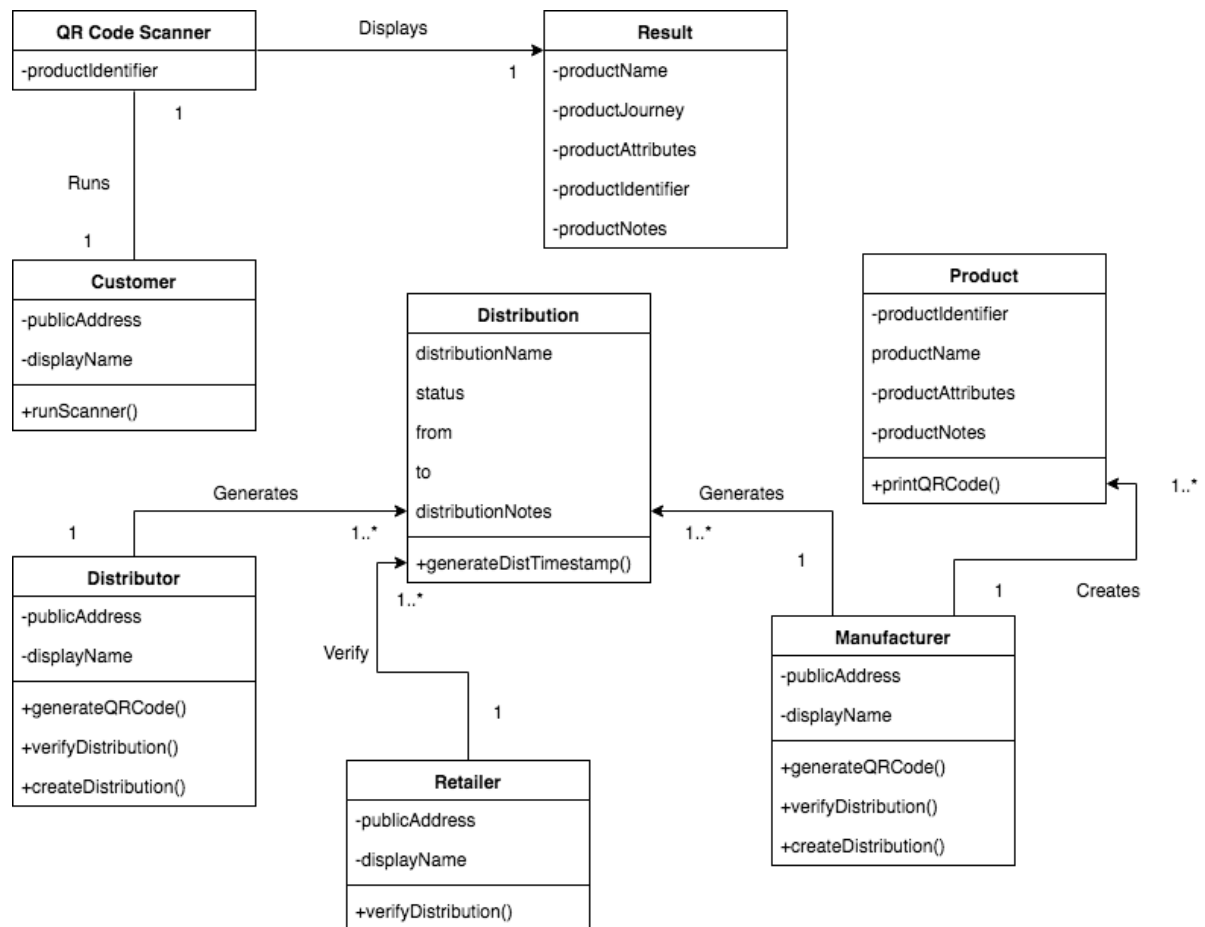 QR Code Scanner
-productIdentifier
Displays
1
Result
-productName
-productJourney
-productAttributes
-productIdentifier
-productNotes
1
Runs
1
Customer
-publicAddress
-displayName
+runScanner()
Distribution
distributionName
status
from
to
distributionNotes
+generateDistTimestamp()
Product
-productIdentifier
productName
-productAttributes
-productNotes
+printQRCode()
Generates
1
1..*
Generates
1..*
1
1..*
1
Creates
Distributor
-publicAddress
-displayName
+generateQRCode()
+verifyDistribution()
+createDistribution()
1..*
Verify
1
Retailer
-publicAddress
-displayName
+verifyDistribution()
Manufacturer
-publicAddress
-displayName
+generateQRCode()
+verifyDistribution()
+createDistribution()